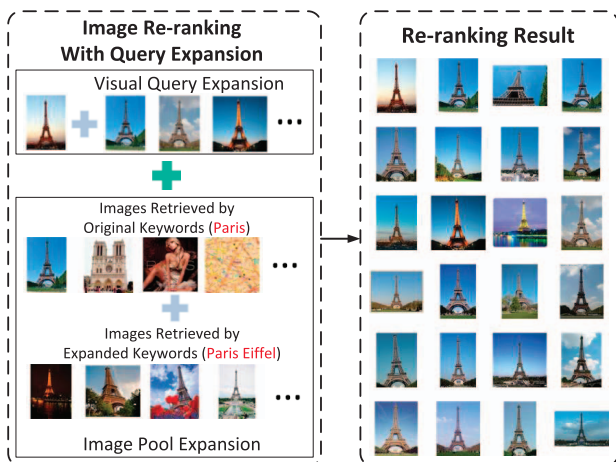 Image Re-ranking
With Query Expansion
Visual Query Expansion
...
Images Retrieved by
Original Keywords (Paris)
...
Images Retrieved by
Expanded Keywords (Paris Eiffel)
...
Image Pool Expansion
Re-ranking Result